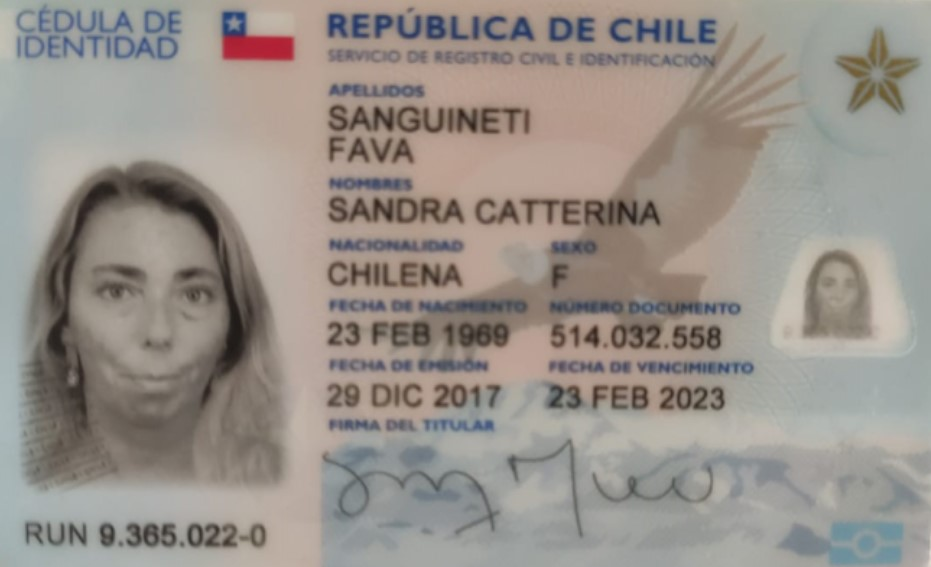 CÉDULA DE
IDENTIDAD
REPÚBLICA DE CHILE
SERVICIO DE REGISTRO CIVIL E IDENTIFICACIÓN
APELLIDOS
SANGUINETI
FAVA
NOMBRES
SANDRA CATTERINA
NACIONALIDAD SEXO
CHILENA F
FECHA DE NACIMIENTO NÚMERO DOCUMENTO
23 FEB 1969 514.032.558
FECHA DE EMISIÓN FECHA DE VENCIMIENTO
29 DIC 2017 23 FEB 2023
FIRMA DEL TITULAR
RUN 9.365.022-0